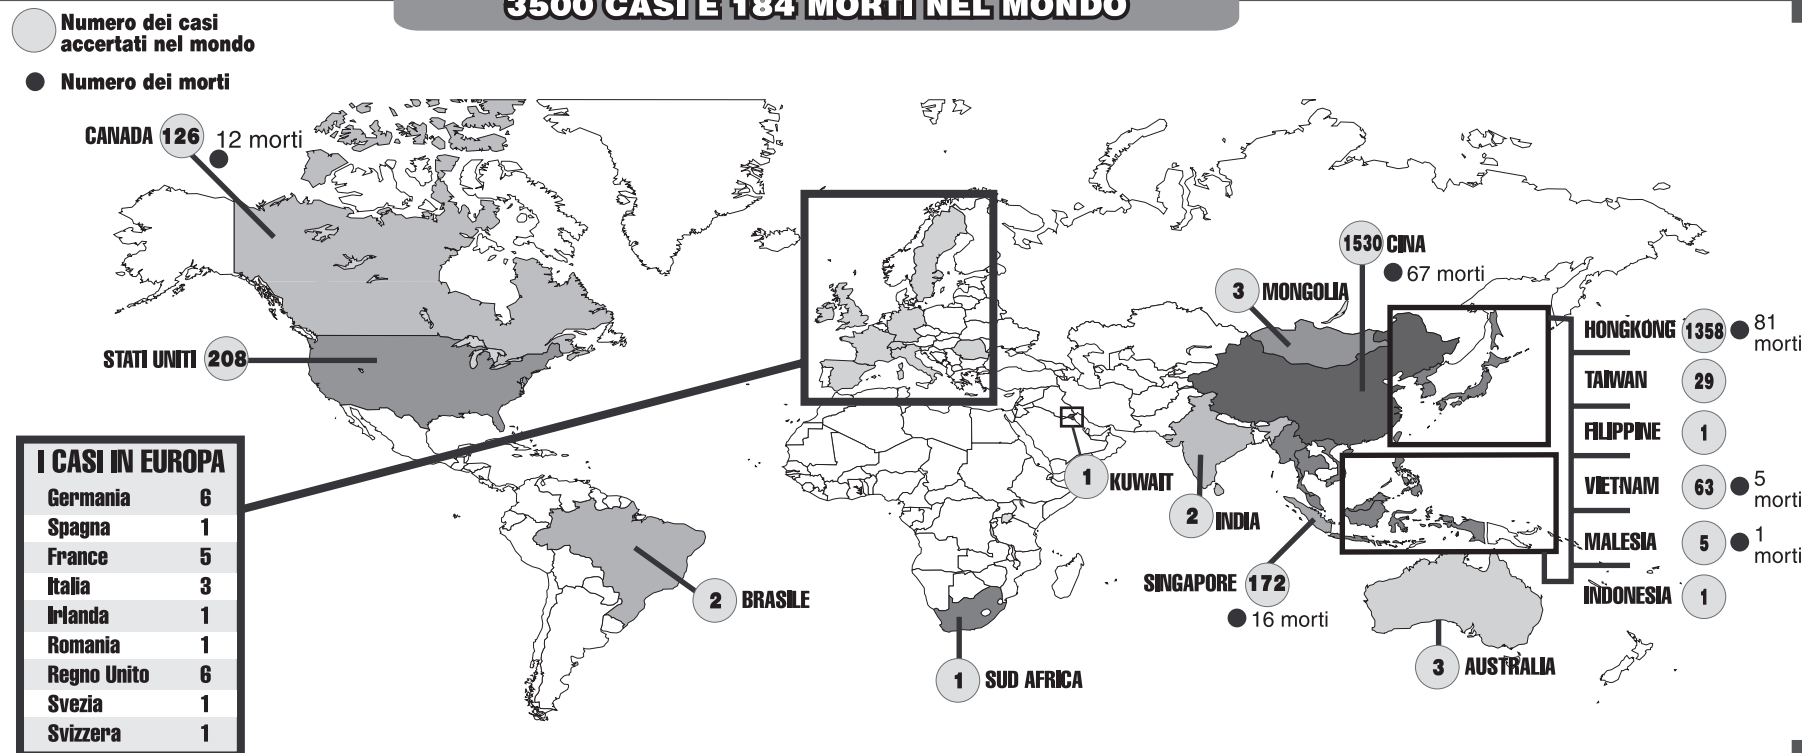 3500 CASI E 184 MORTI NEL MONDO
Numero dei casi
accertati nel mondo
Numero dei morti
CANADA 126
12 morti
STATI UNITI 208
I CASI IN EUROPA
Germania 6
Spagna 1
France 5
Italia 3
Irlanda 1
Romania 1
Regno Unito 6
Svezia 1
Svizzera 1
2 BRASILE
1 SUD AFRICA
1 KUWAIT
2 INDIA
3 MONGOLIA
1530 CINA
67 morti
SINGAPORE 172
16 morti
3 AUSTRALIA
HONGKONG 1358 81
morti
TAIWAN 29
FILIPPINE 1
VIETNAM 63 5
morti
MALESIA 5 1
morti
INDONESIA 1